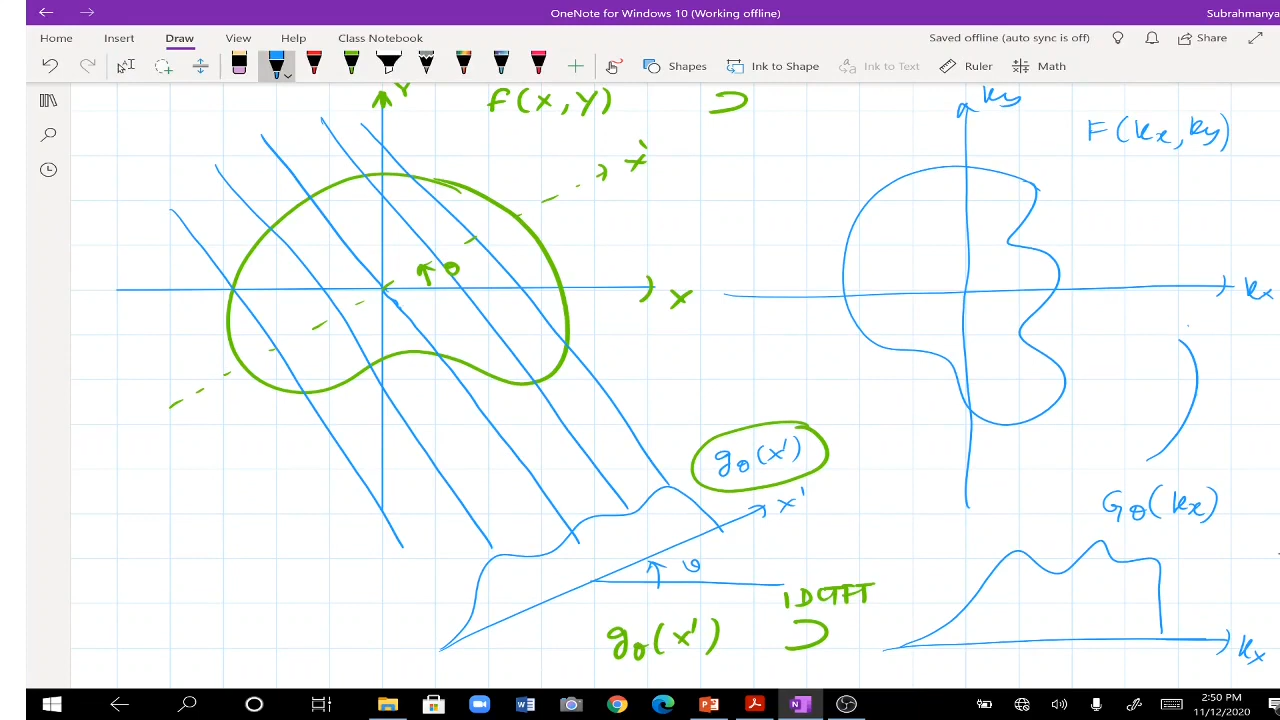 OneNote for Windows 10 (Working offline)
Subrahmanya
Home Insert Draw View Help Class Notebook
Saved offline (auto sync is off)
Share
Shapes Ink to Shape Ink to Text Ruler Math
Y
F(X,Y)
ky
F(kx,ky)
x'
θ
X
kx
gθ(x')
x'
Gθ(kx)
θ
1DCTFT
gθ(x')
kx
2:50 PM
11/12/2020